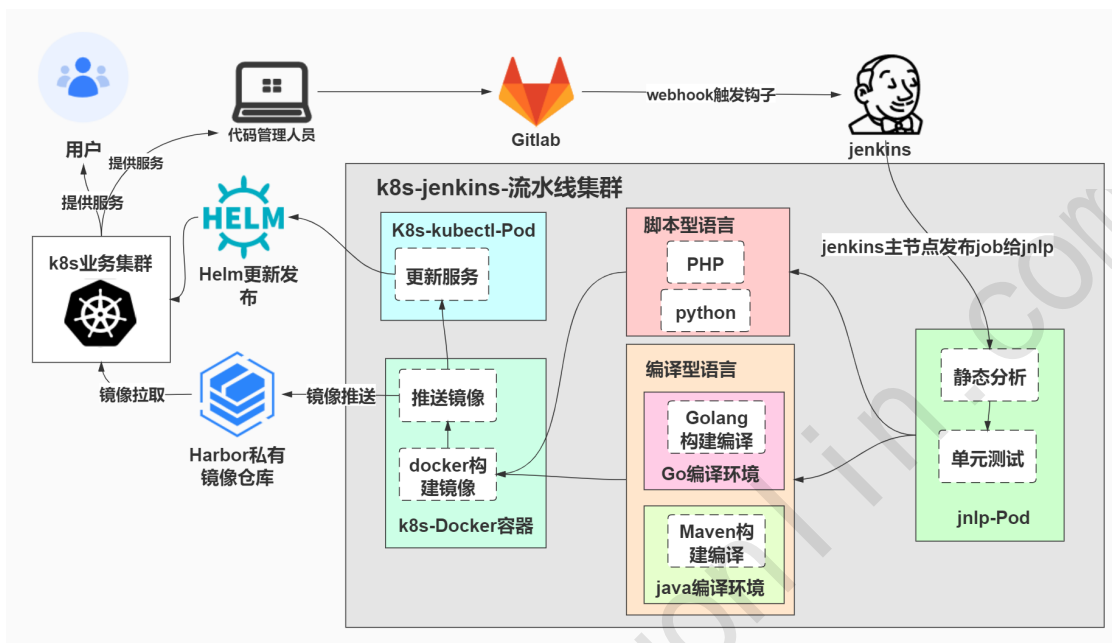 用户
提供服务
提供服务
代码管理人员
Gitlab
webhook触发钩子
jenkins
k8s-jenkins-流水线集群
jenkins主节点发布job给jnlp
k8s业务集群
HELM
Helm更新发
布
K8s-kubectl-Pod
更新服务
脚本型语言
PHP
python
静态分析
单元测试
jnlp-Pod
编译型语言
Golang
构建编译
Go编译环境
Maven构
建编译
java编译环境
推送镜像
docker构
建镜像
k8s-Docker容器
镜像推送
镜像拉取
Harbor私有
镜像仓库
onlin.com